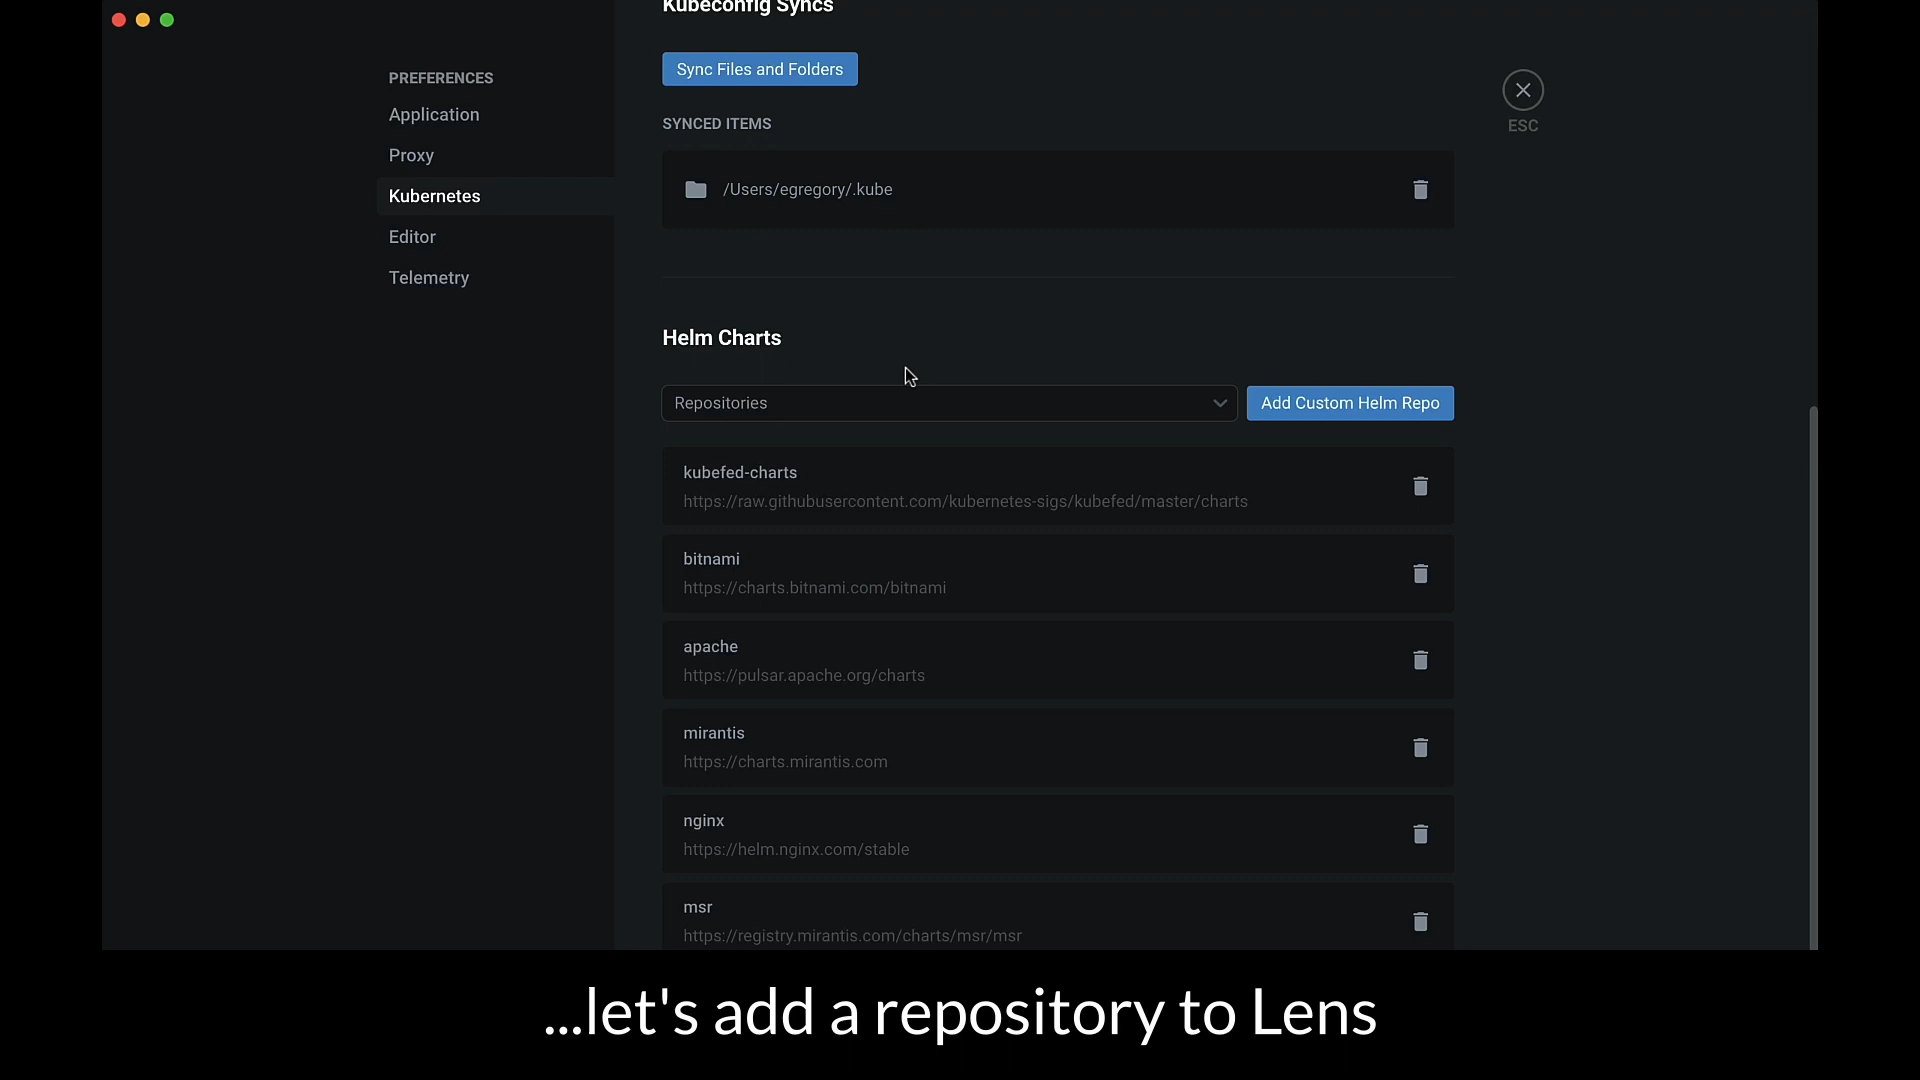 Kubeconfig Syncs
Sync Files and Folders
PREFERENCES
Application
Proxy
Kubernetes
Editor
Telemetry
ESC
SYNCED ITEMS
/Users/egregory/.kube
Helm Charts
Repositories
Add Custom Helm Repo
kubefed-charts
https://raw.githubusercontent.com/kubernetes-sigs/kubefed/master/charts
bitnami
https://charts.bitnami.com/bitnami
apache
https://pulsar.apache.org/charts
mirantis
https://charts.mirantis.com
nginx
https://helm.nginx.com/stable
msr
https://registry.mirantis.com/charts/msr/msr
...let's add a repository to Lens